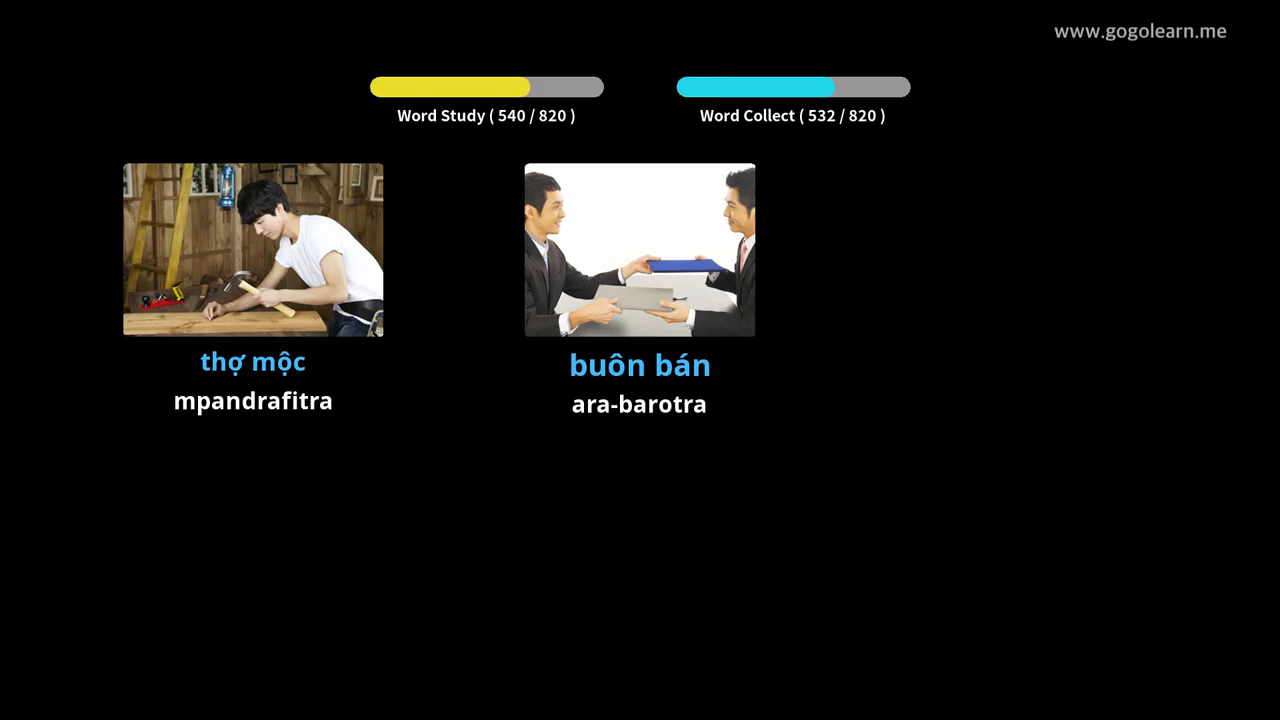 www.gogolearn.me
Word Study ( 540 / 820 )
Word Collect ( 532 / 820 )
thợ mộc
mpandrafitra
buôn bán
ara-barotra